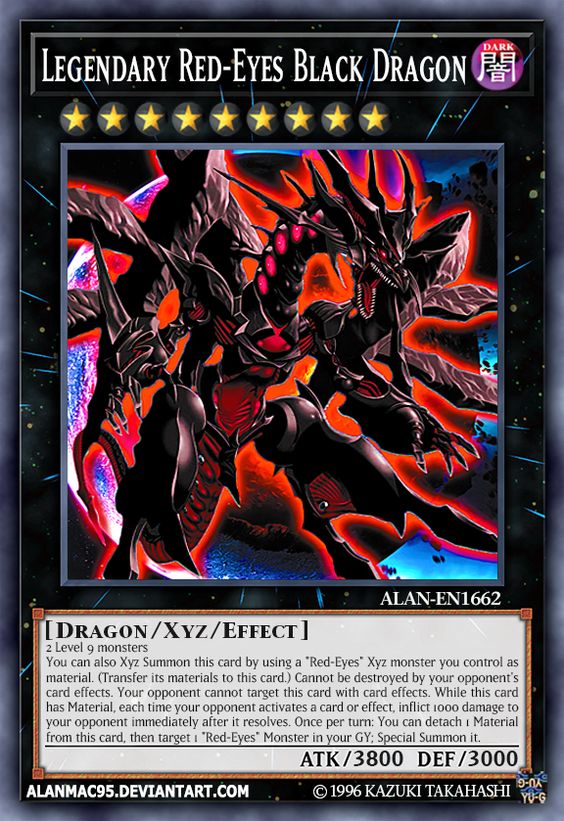 Legendary Red-Eyes Black Dragon
DARK
闇
ALAN-EN1662
[Dragon/Xyz/Effect]
2 Level 9 monsters
You can also Xyz Summon this card by using a "Red-Eyes" Xyz monster you control as
material. (Transfer its materials to this card.) Cannot be destroyed by your opponent's
card effects. Your opponent cannot target this card with card effects. While this card
has Material, each time your opponent activates a card or effect, inflict 1000 damage to
your opponent immediately after it resolves. Once per turn: You can detach 1 Material
from this card, then target 1 "Red-Eyes" Monster in your GY; Special Summon it.
ATK/3800 DEF/3000
ALANMAC95.DEVIANTART.COM
©1996 KAZUKI TAKAHASHI
YU-G
YU-G